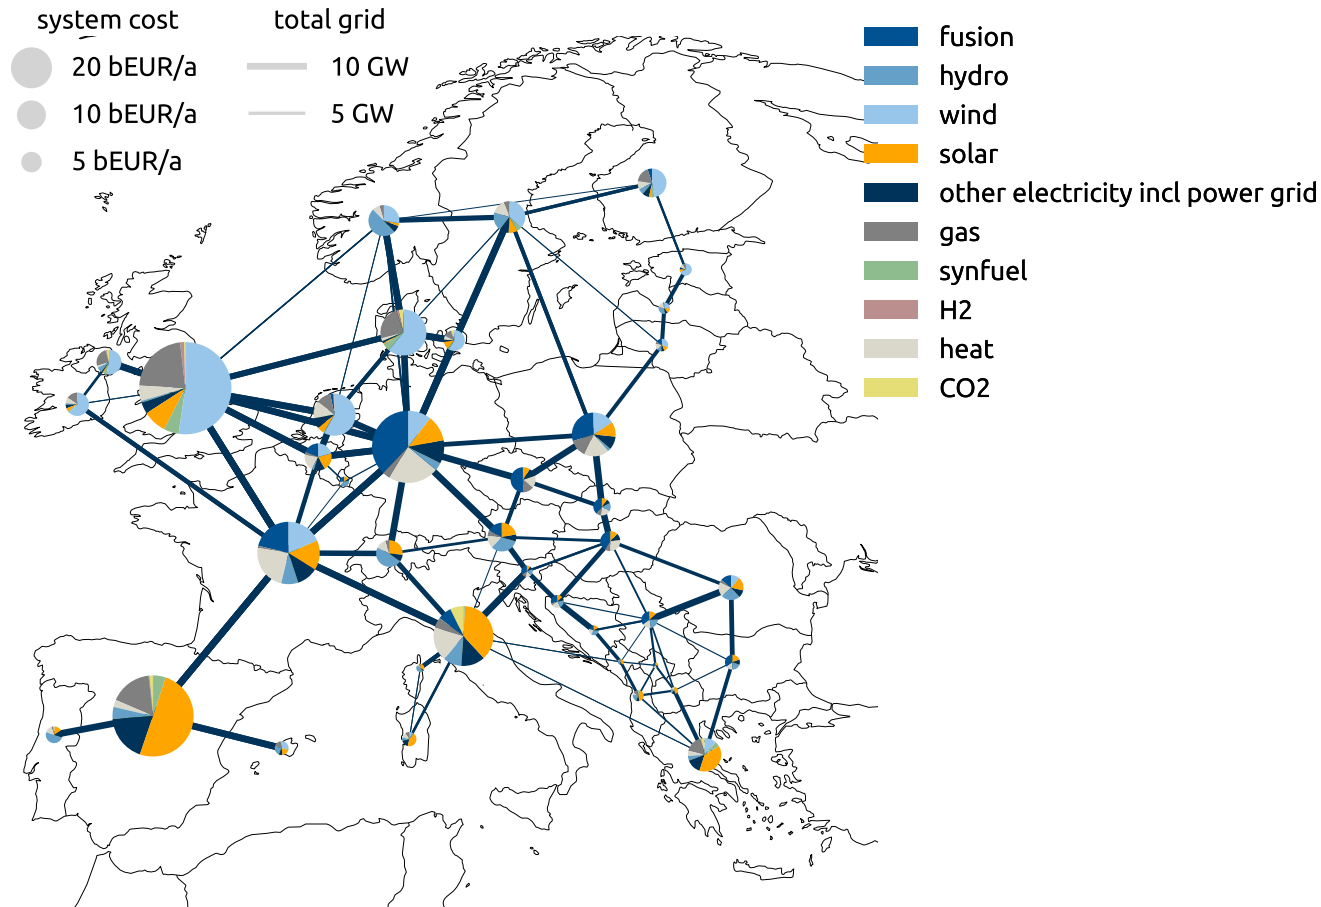 system cost
20 bEUR/a
10 bEUR/a
5 bEUR/a
total grid
10 GW
5 GW
fusion
hydro
wind
solar
other electricity incl power grid
gas
synfuel
H2
heat
CO2